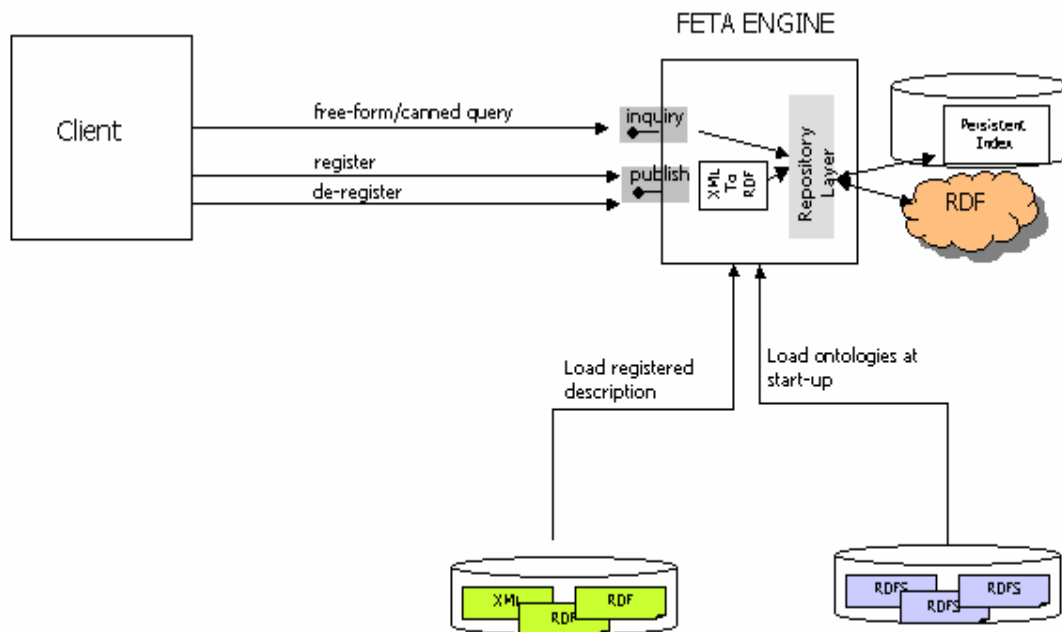 FETA ENGINE
Client
free-form/canned query
register
de-register
inquiry
publish
XML
To
RDF
Repository
Layer
Persistent
Index
RDF
Load registered
description
Load ontologies at
start-up
XML
RDF
RDF
RDFS
RDFS
RDFS